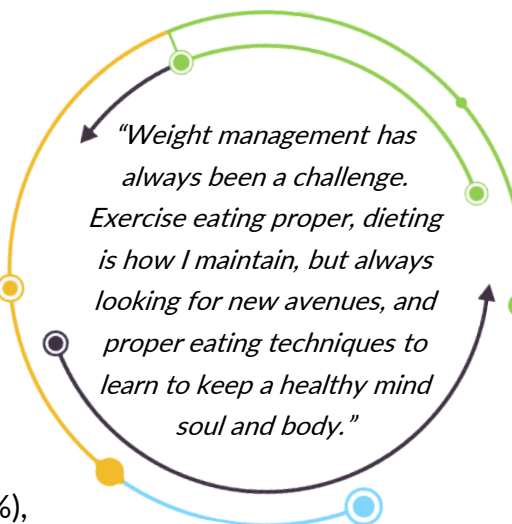 “Weight management has
always been a challenge.
Exercise eating proper, dieting
is how I maintain, but always
looking for new avenues, and
proper eating techniques to
learn to keep a healthy mind
soul and body.”
%),